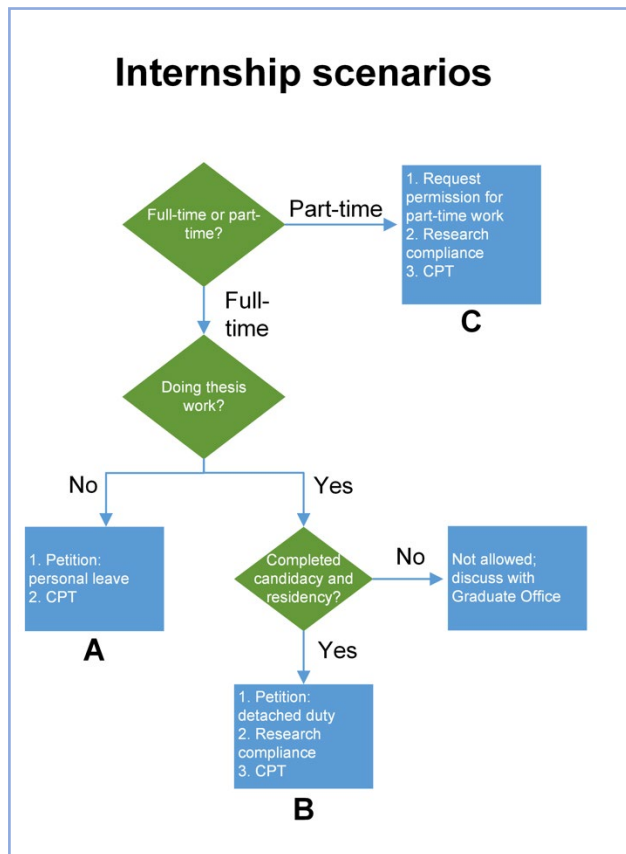 Internship scenarios
Full-time or part-
time?
Part-time
1. Request
permission for
part-time work
2. Research
compliance
3. CPT
C
Full-
time
Doing thesis
work?
No
Yes
1. Petition:
personal leave
2. CPT
A
Completed
candidacy and
residency?
No
Not allowed;
discuss with
Graduate Office
Yes
1. Petition:
detached duty
2. Research
compliance
3. CPT
B